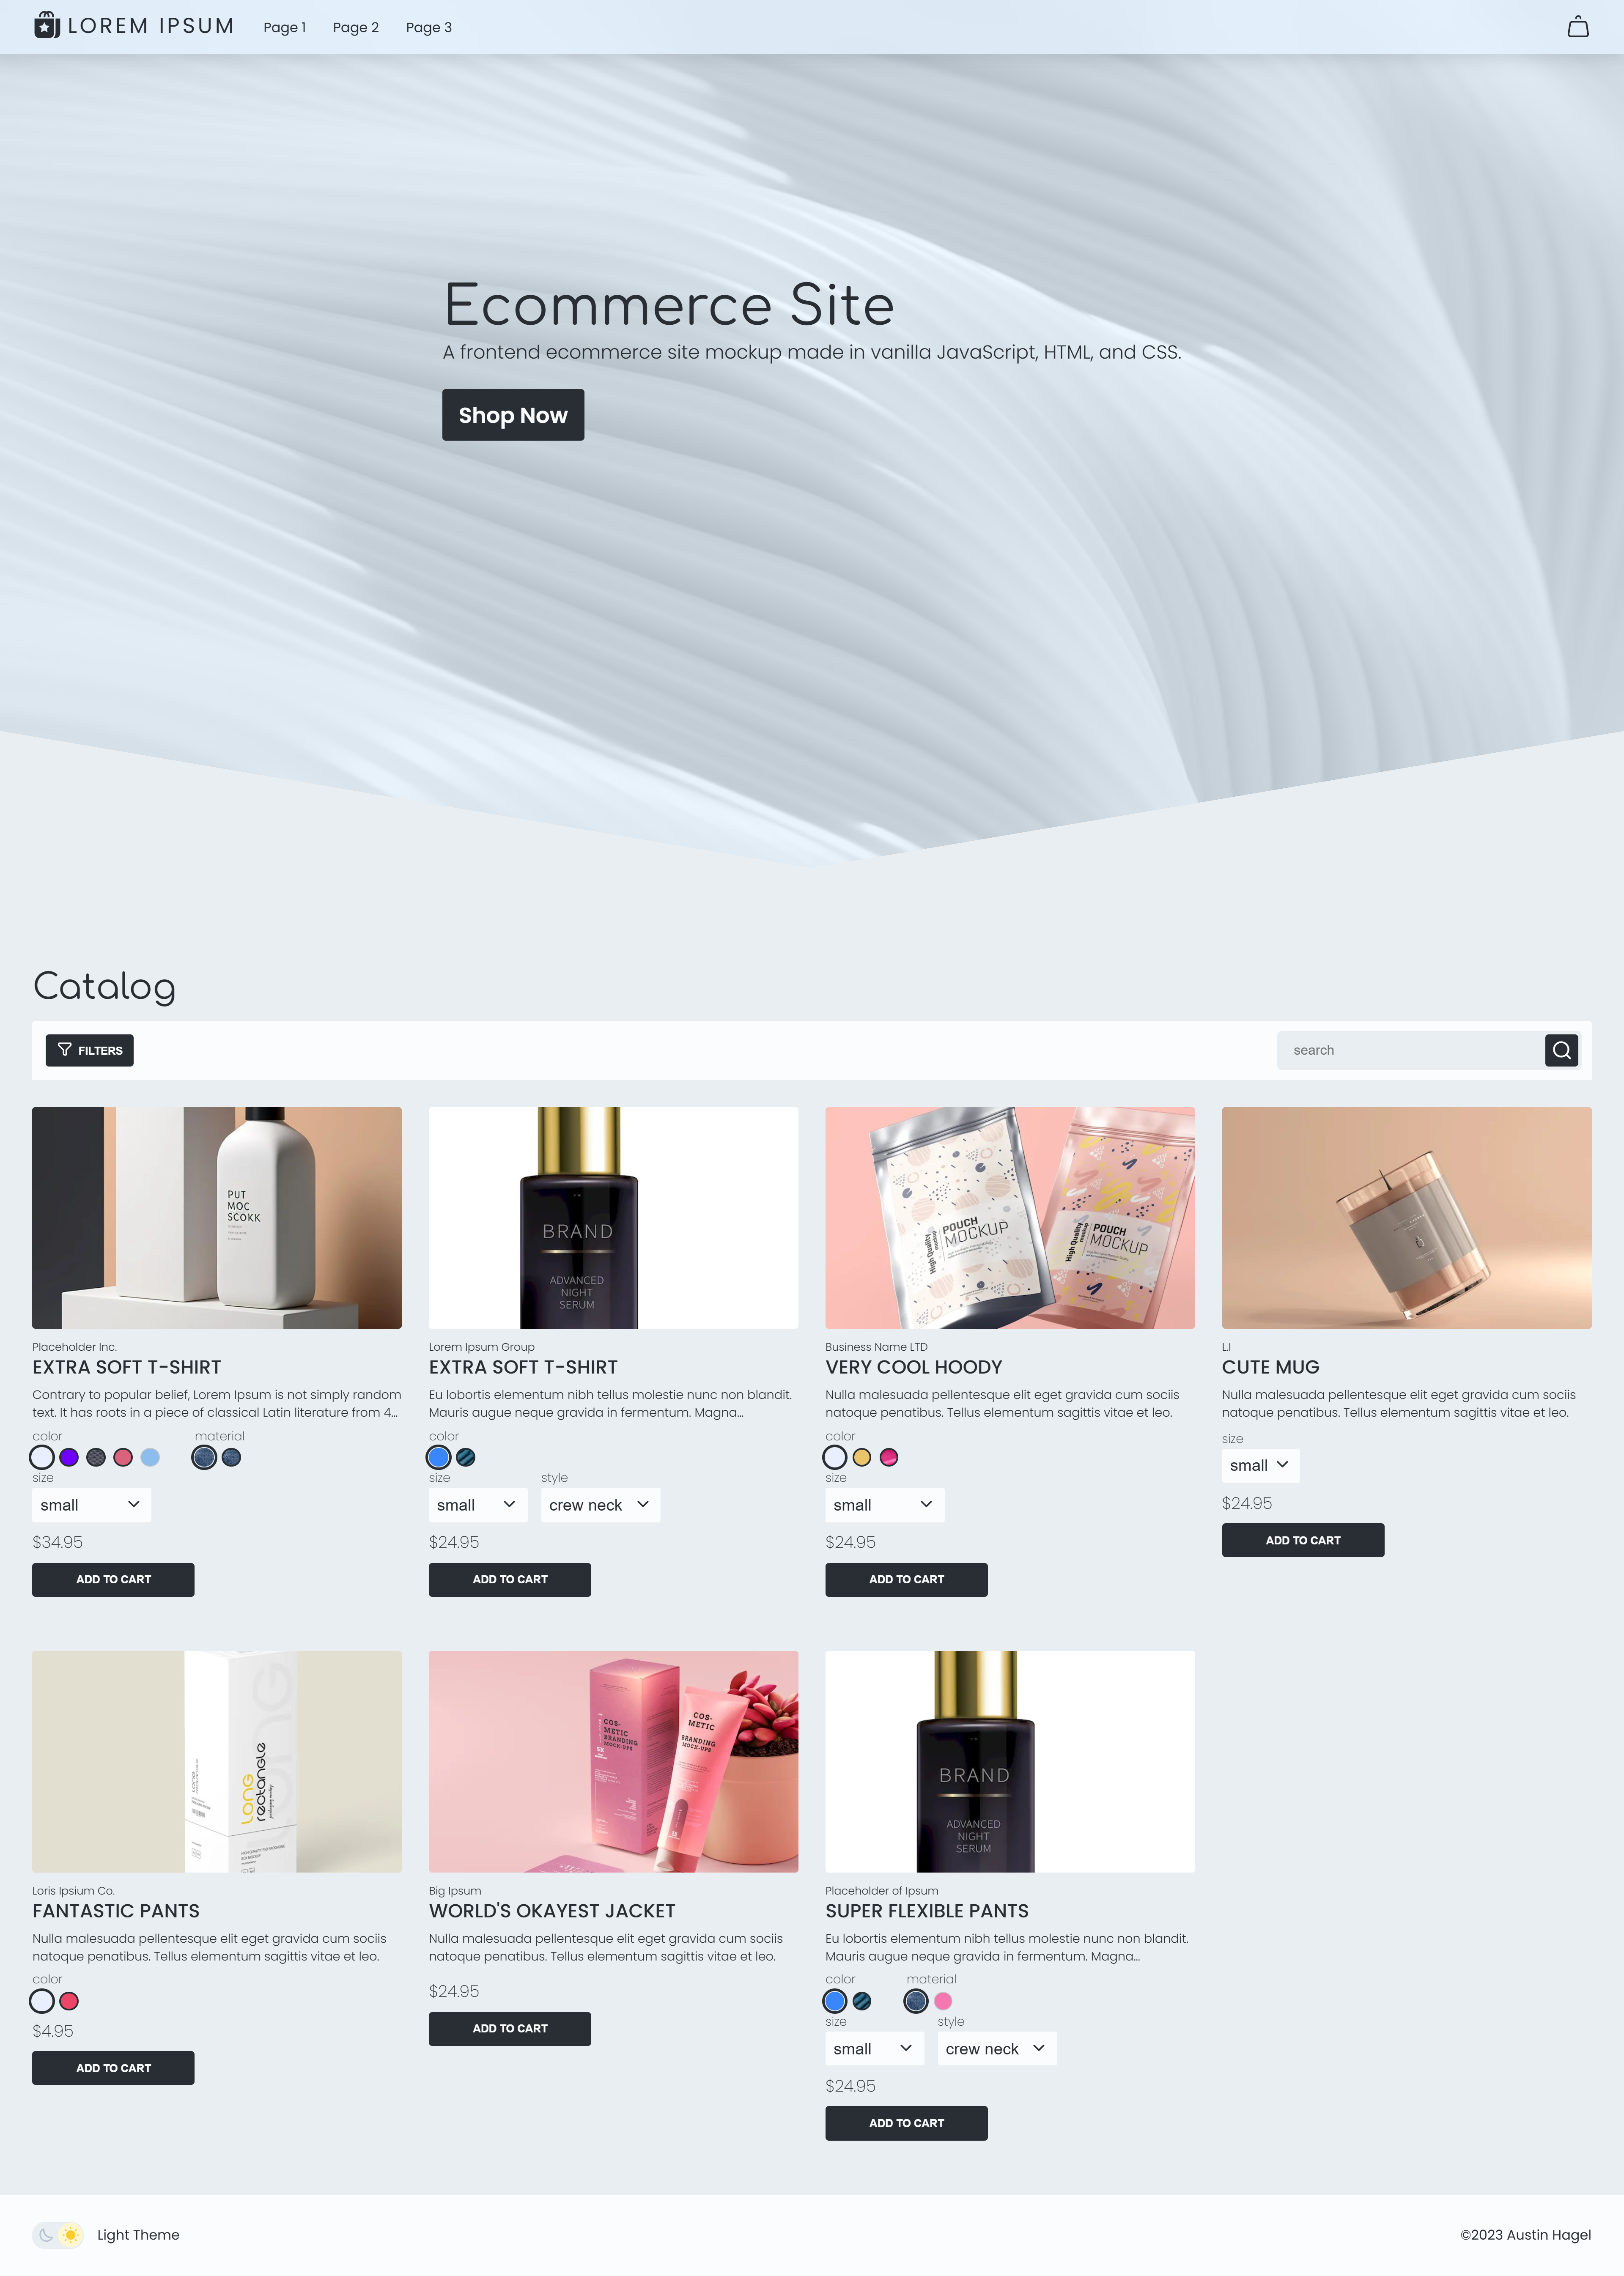 LOREM IPSUM Page 1 Page 2 Page 3
Ecommerce Site
A frontend ecommerce site mockup made in vanilla JavaScript, HTML, and CSS.
Shop Now
Catalog
FILTERS
search
PUT
MOC
SCOKK
Placeholder Inc.
EXTRA SOFT T-SHIRT
Contrary to popular belief, Lorem Ipsum is not simply random
text. It has roots in a piece of classical Latin literature from 4...
color material
size
small
$34.95
ADD TO CART
BRAND
ADVANCED
NIGHT
SERUM
Lorem Ipsum Group
EXTRA SOFT T-SHIRT
Eu lobortis elementum nibh tellus molestie nunc non blandit.
Mauris augue neque gravida in fermentum. Magna...
color
size style
small crew neck
$24.95
ADD TO CART
High Quality
POUCH
MOCKUP
High Quality
POUCH
MOCKUP
Business Name LTD
VERY COOL HOODY
Nulla malesuada pellentesque elit eget gravida cum sociis
natoque penatibus. Tellus elementum sagittis vitae et leo.
color
size
small
$24.95
ADD TO CART
L.I
CUTE MUG
Nulla malesuada pellentesque elit eget gravida cum sociis
natoque penatibus. Tellus elementum sagittis vitae et leo.
size
small
$24.95
ADD TO CART
LONG
LONG
rectangle
Loris Ipsium Co.
FANTASTIC PANTS
Nulla malesuada pellentesque elit eget gravida cum sociis
natoque penatibus. Tellus elementum sagittis vitae et leo.
color
$4.95
ADD TO CART
COS-
METIC
BRANDING
MOCK-UPS
COS-
METIC
BRANDING
MOCK-UPS
Big Ipsum
WORLD'S OKAYEST JACKET
Nulla malesuada pellentesque elit eget gravida cum sociis
natoque penatibus. Tellus elementum sagittis vitae et leo.
$24.95
ADD TO CART
BRAND
ADVANCED
NIGHT
SERUM
Placeholder of Ipsum
SUPER FLEXIBLE PANTS
Eu lobortis elementum nibh tellus molestie nunc non blandit.
Mauris augue neque gravida in fermentum. Magna...
color material
size style
small crew neck
$24.95
ADD TO CART
Light Theme
©2023 Austin Hagel